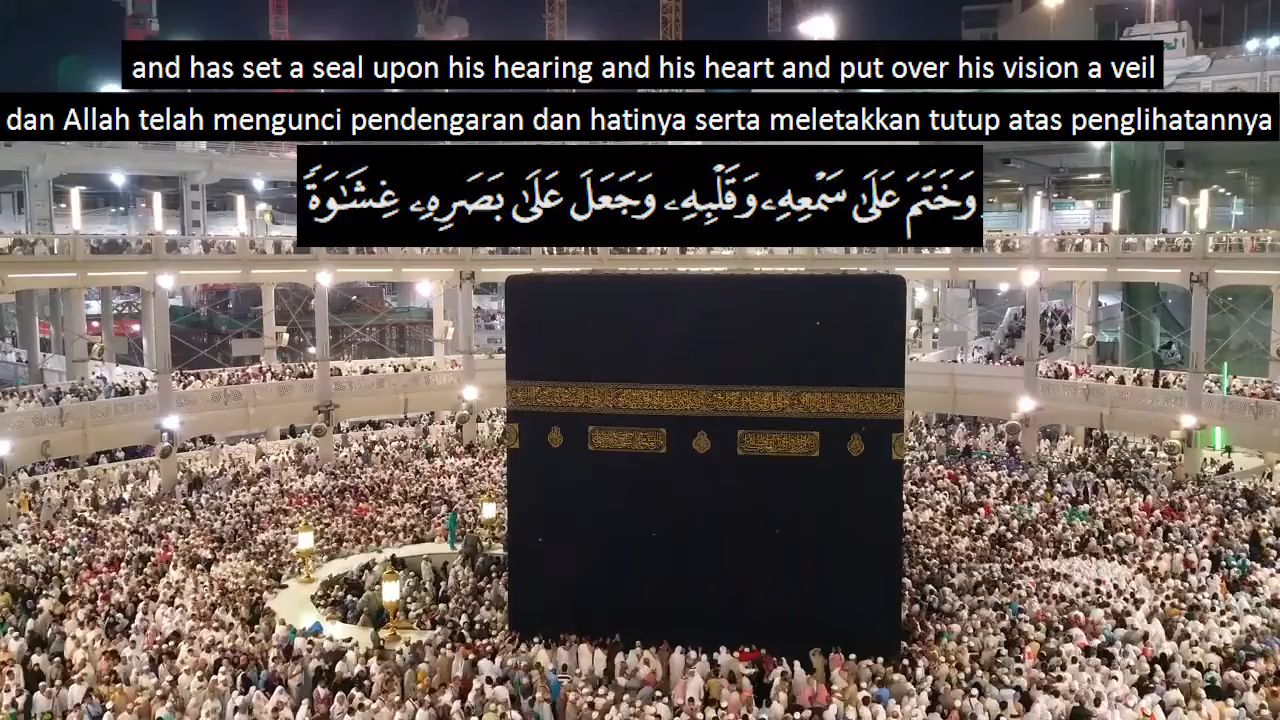 and has set a seal upon his hearing and his heart and put over his vision a veil
dan Allah telah mengunci pendengaran dan hatinya serta meletakkan tutup atas penglihatannya
وَخَتَمَ عَلَىٰ سَمْعِهِۦ وَقَلْبِهِۦ وَجَعَلَ عَلَىٰ بَصَرِهِۦ غِشَـٰوَةً